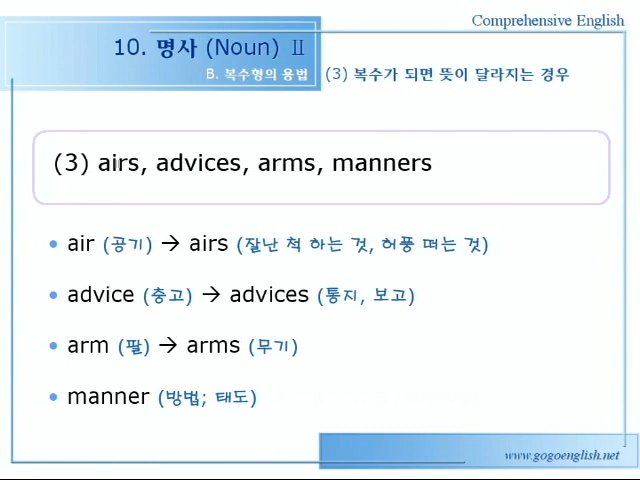 Comprehensive English
10. 명사 (Noun) Ⅱ
B. 복수형의 용법 (3) 복수가 되면 뜻이 달라지는 경우
(3) airs, advices, arms, manners
• air (공기) → airs (잘난 척 하는 것, 허풍 떠는 것)
• advice (충고) → advices (통지, 보고)
• arm (팔) → arms (무기)
• manner (방법; 태도)
www.gogoenglish.net